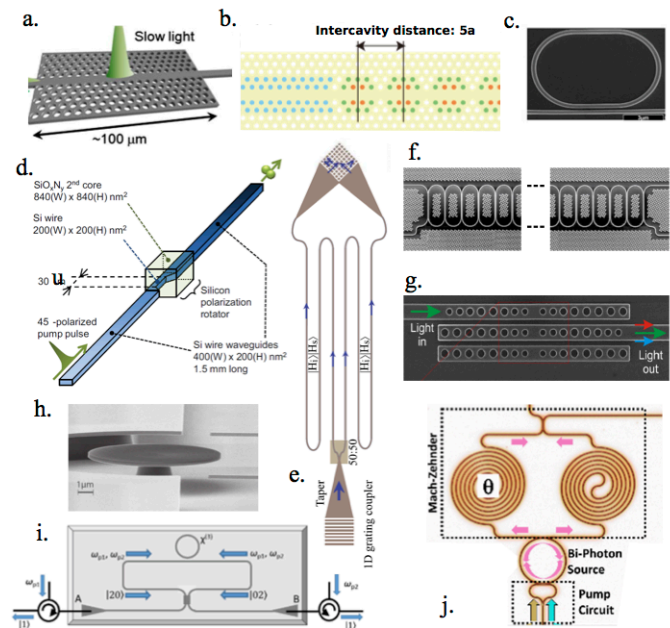 a.
Slow light
~100 μm
b.
Intercavity distance: 5a
c.
d.
SiOxNy 2nd core
840(W) x 840(H) nm²
Si wire
200(W) x 200(H) nm²
30
u
Silicon
polarization
rotator
45 -polarized
pump pulse
Si wire waveguides
400(W) x 200(H) nm²
1.5 mm long
e.
50:50
Taper
1D grating coupler
f.
g.
Light
in
Light
out
h.
1μm
i.
ωp1, ωp2
χ(1)
ωp1, ωp2
ωp1
|20⟩
|02⟩
ωp2
A
B
|1⟩
|1⟩
j.
Mach-Zehnder
θ
Bi-Photon
Source
Pump
Circuit